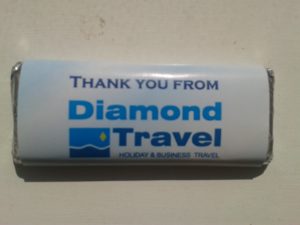 THANK YOU FROM
Diamond
Travel
HOLIDAY & BUSINESS TRAVEL